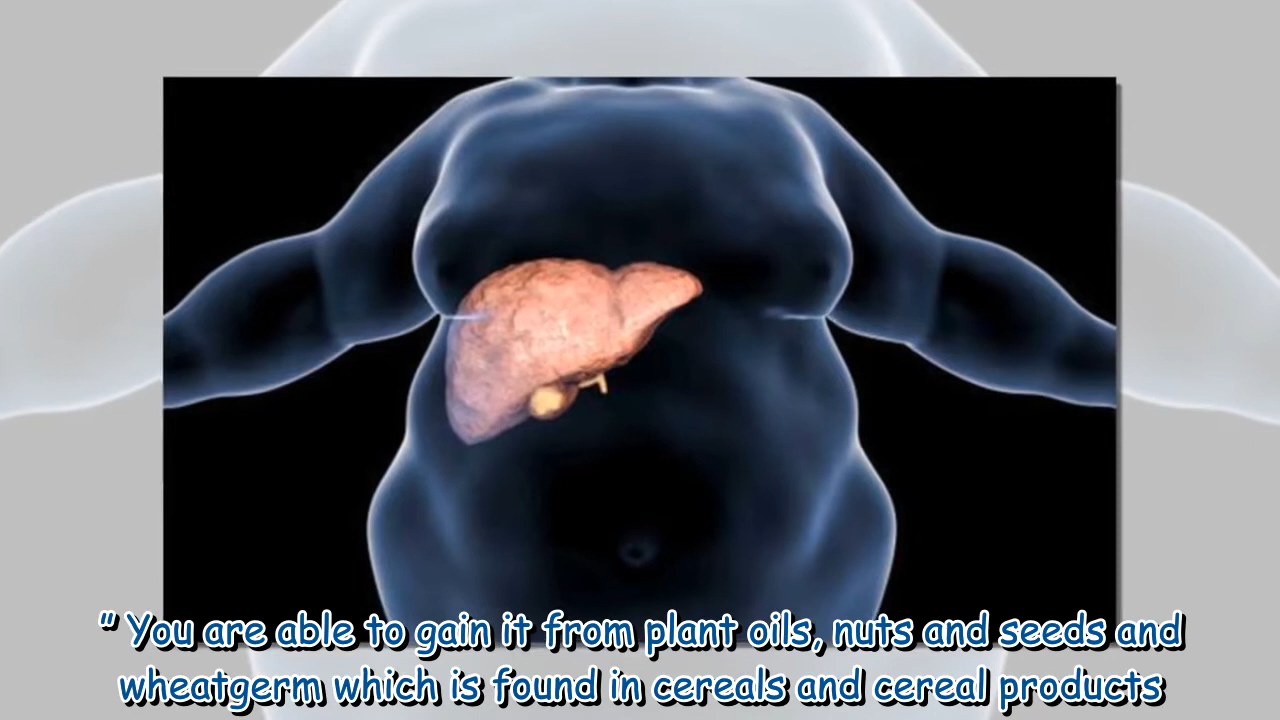 ” You are able to gain it from plant oils, nuts and seeds and
wheatgerm which is found in cereals and cereal products